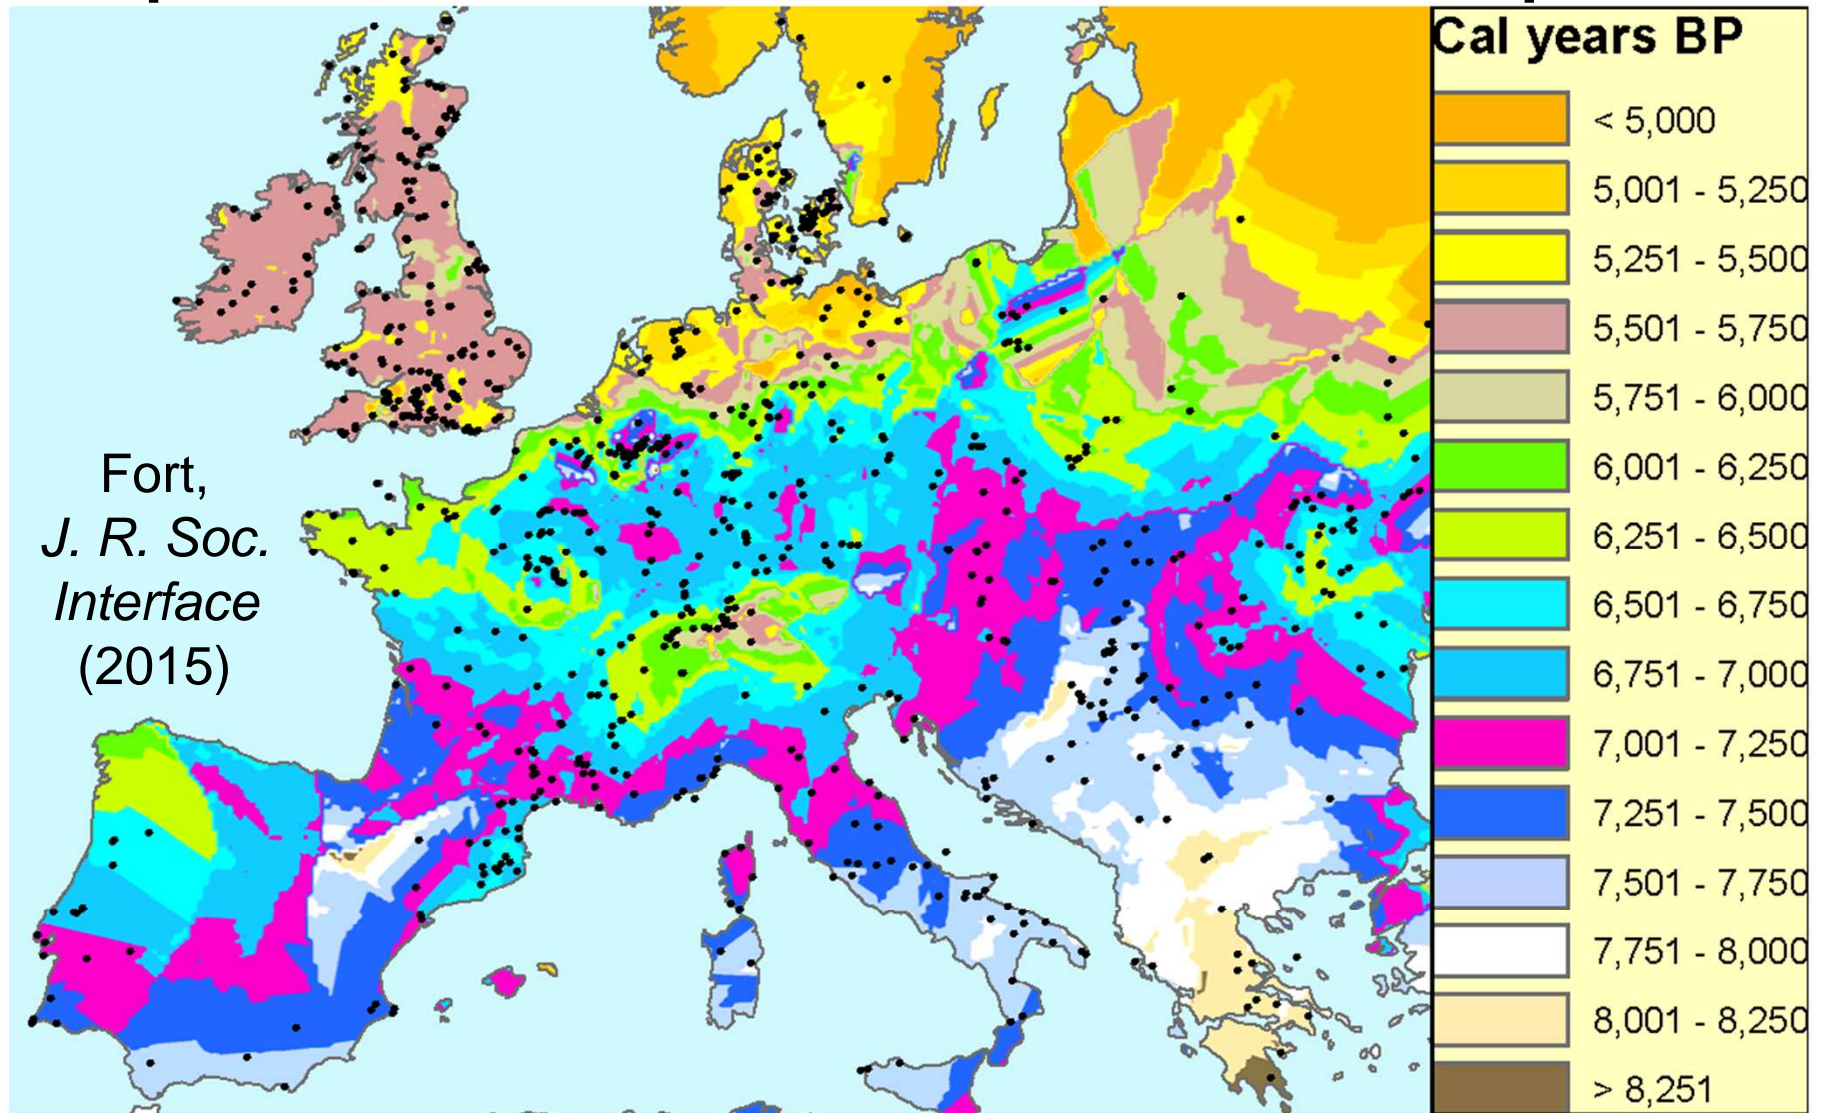 Fort,
J. R. Soc.
Interface
(2015)
Cal years BP
< 5,000
5,001 - 5,250
5,251 - 5,500
5,501 - 5,750
5,751 - 6,000
6,001 - 6,250
6,251 - 6,500
6,501 - 6,750
6,751 - 7,000
7,001 - 7,250
7,251 - 7,500
7,501 - 7,750
7,751 - 8,000
8,001 - 8,250
> 8,251